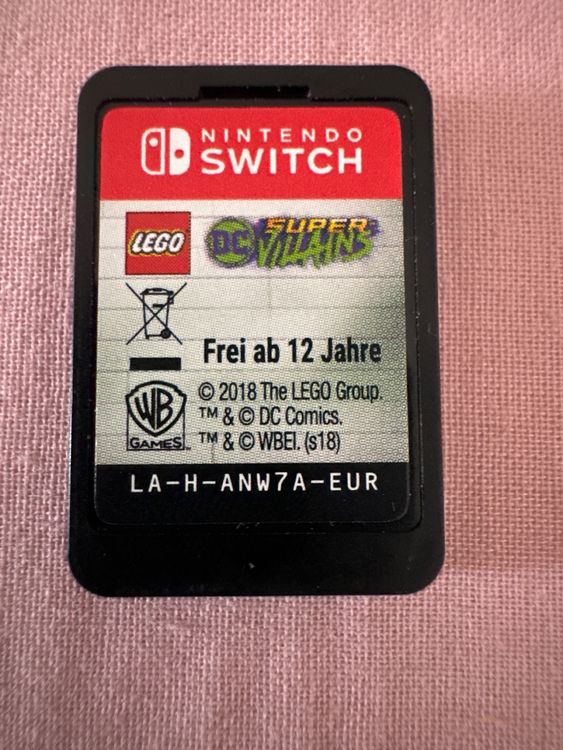 NINTENDO
SWITCH
LEGO
DC SUPER
VILLAINS
Frei ab 12 Jahre
WB
GAMES
© 2018 The LEGO Group.
™ & © DC Comics.
™ & © WBEI. (s18)
LA-H-ANW7A-EUR